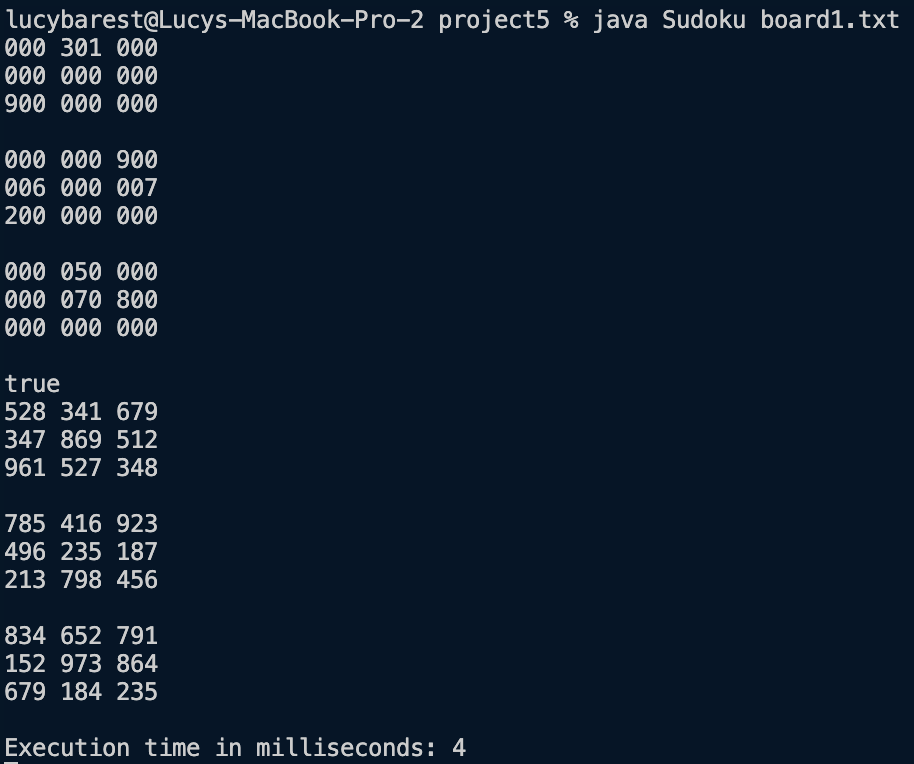 lucybarest@Lucys-MacBook-Pro-2 project5 % java Sudoku board1.txt
000 301 000
000 000 000
900 000 000

000 000 900
006 000 007
200 000 000

000 050 000
000 070 800
000 000 000

true
528 341 679
347 869 512
961 527 348

785 416 923
496 235 187
213 798 456

834 652 791
152 973 864
679 184 235

Execution time in milliseconds: 4